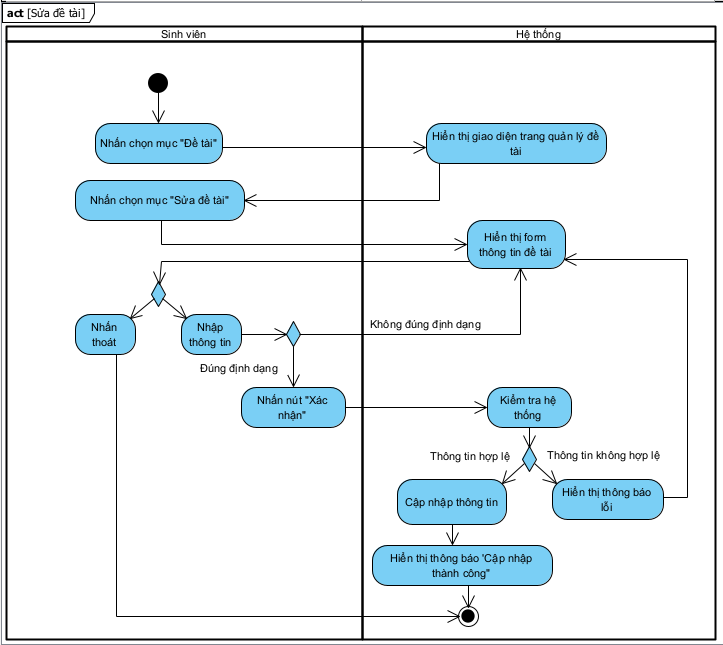 act [Sửa đề tài]
Sinh viên
Hệ thống
Nhấn chọn mục "Đề tài"
Hiển thị giao diện trang quản lý đề
tài
Nhấn chọn mục "Sửa đề tài"
Hiển thị form
thông tin đề tài
Nhấn
thoát
Nhập
thông tin
Không đúng định dạng
Đúng định dạng
Nhấn nút "Xác
nhận"
Kiểm tra hệ
thống
Thông tin hợp lệ
Thông tin không hợp lệ
Cập nhập thông tin
Hiển thị thông báo
lỗi
Hiển thị thông báo 'Cập nhập
thành công"